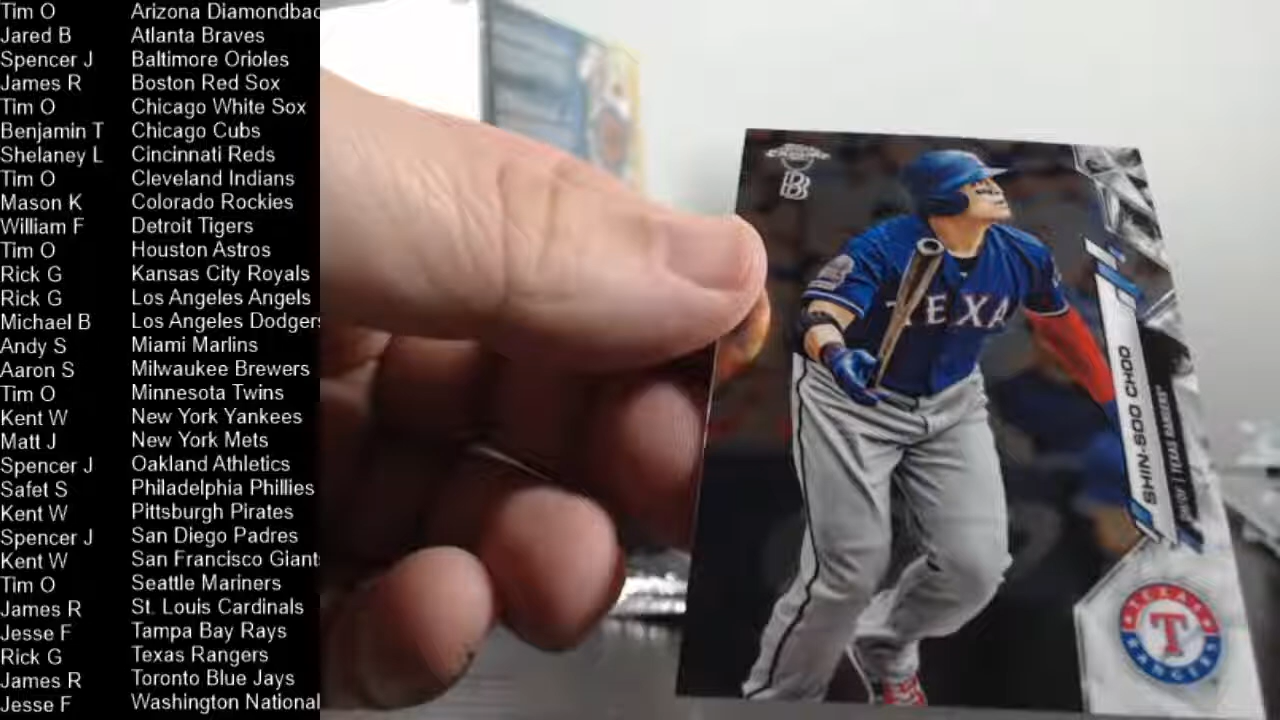 Tim O Arizona Diamondbac
Jared B Atlanta Braves
Spencer J Baltimore Orioles
James R Boston Red Sox
Tim O Chicago White Sox
Benjamin T Chicago Cubs
Shelaney L Cincinnati Reds
Tim O Cleveland Indians
Mason K Colorado Rockies
William F Detroit Tigers
Tim O Houston Astros
Rick G Kansas City Royals
Rick G Los Angeles Angels
Michael B Los Angeles Dodgers
Andy S Miami Marlins
Aaron S Milwaukee Brewers
Tim O Minnesota Twins
Kent W New York Yankees
Matt J New York Mets
Spencer J Oakland Athletics
Safet S Philadelphia Phillies
Kent W Pittsburgh Pirates
Spencer J San Diego Padres
Kent W San Francisco Giants
Tim O Seattle Mariners
James R St. Louis Cardinals
Jesse F Tampa Bay Rays
Rick G Texas Rangers
James R Toronto Blue Jays
Jesse F Washington National
B
TEXA
SHIN-SOO CHOO
TEXAS RANGERS
TEXAS
T
RANGERS